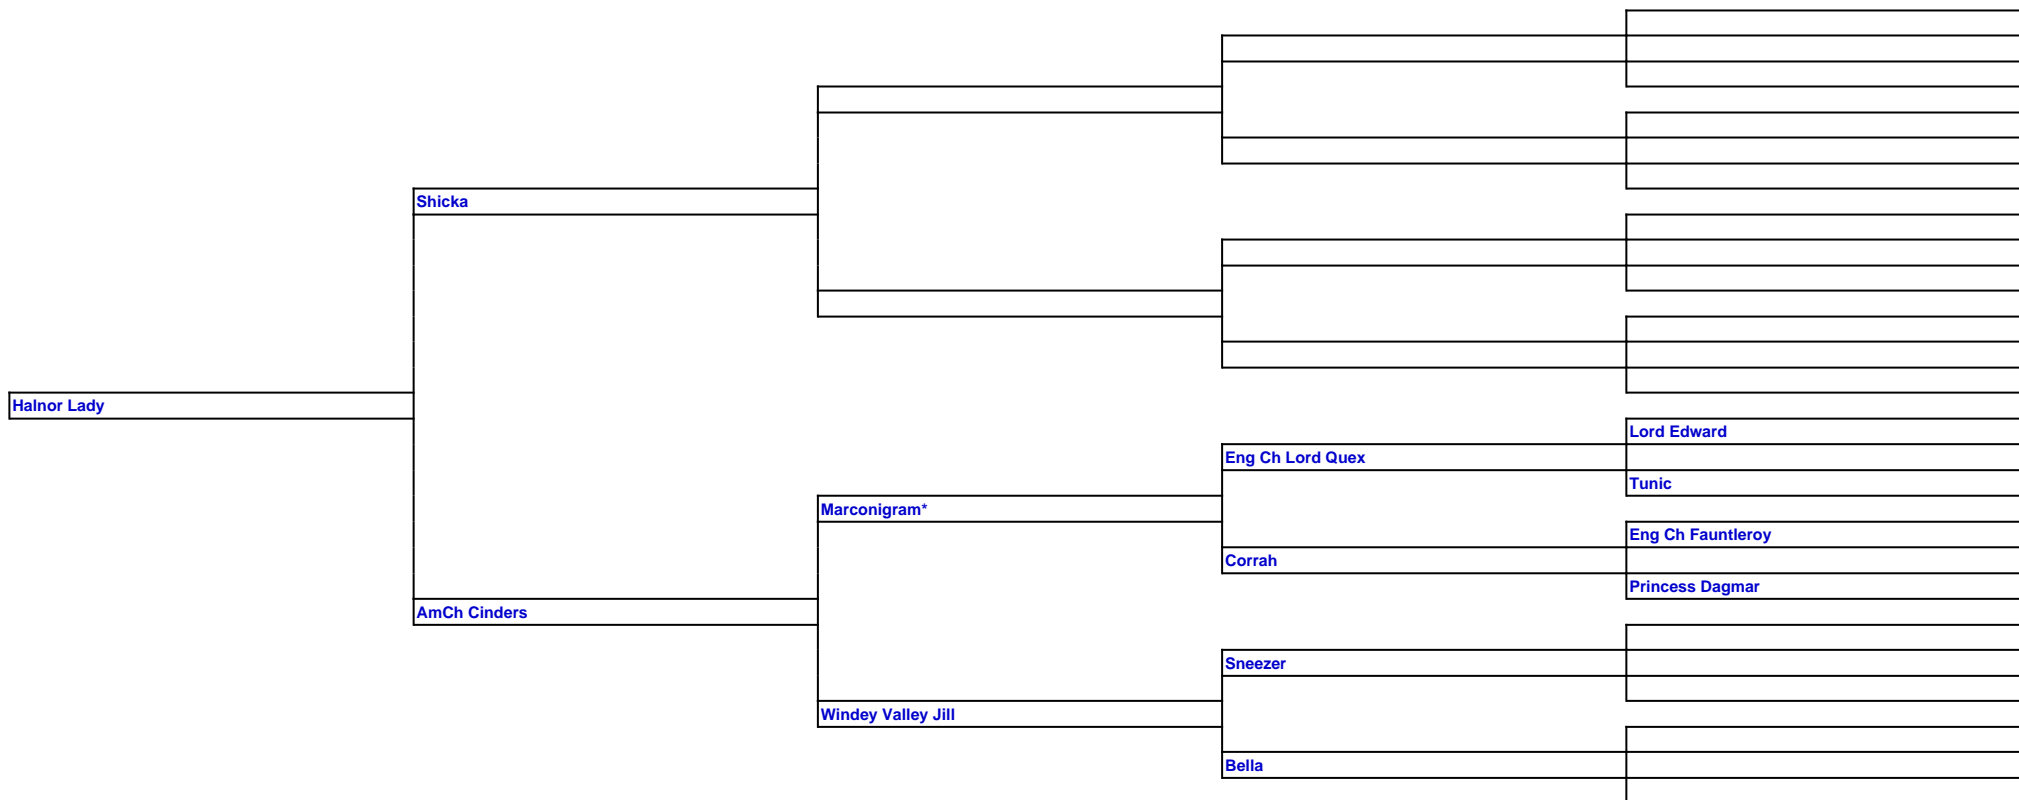 Shicka
Halnor Lady
Lord Edward
Eng Ch Lord Quex
Tunic
Marconigram*
Eng Ch Fauntleroy
Corrah
Princess Dagmar
AmCh Cinders
Sneezer
Windey Valley Jill
Bella